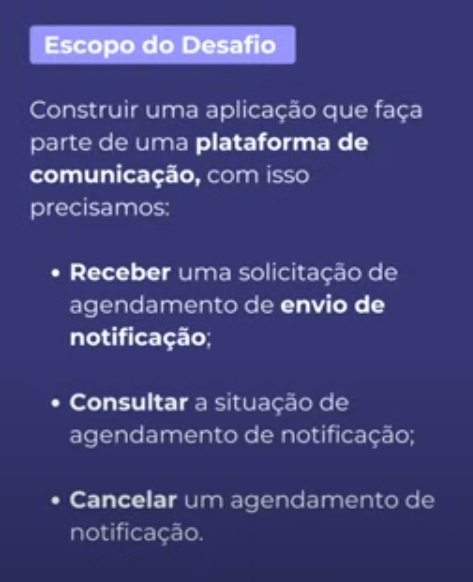 Escopo do Desafio
Construir uma aplicação que faça
parte de uma plataforma de
comunicação, com isso
precisamos:
• Receber uma solicitação de
agendamento de envio de
notificação;
• Consultar a situação de
agendamento de notificação;
• Cancelar um agendamento de
notificação.